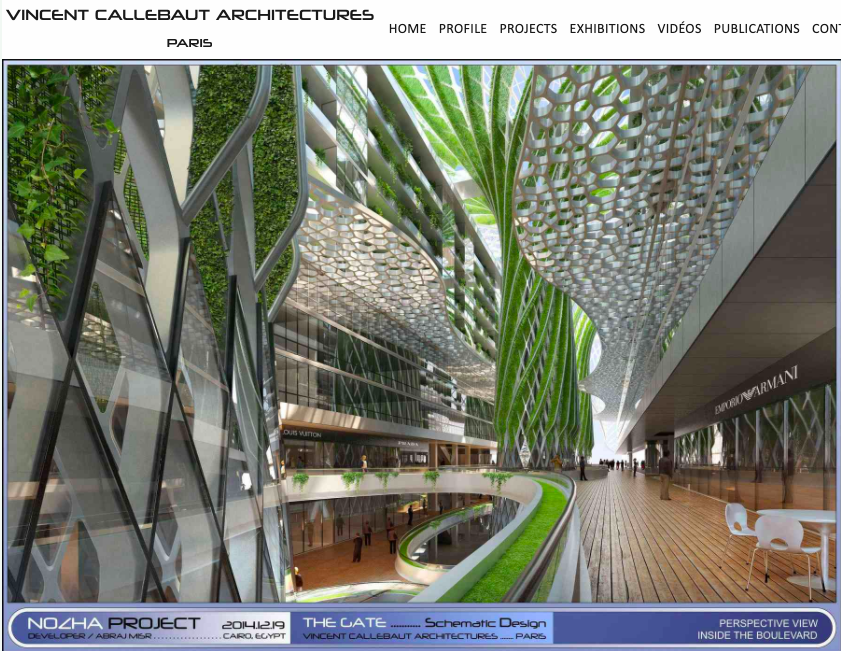 VINCENT CALLEBAUT ARCHITECTURES
PARIS
HOME PROFILE PROJECTS EXHIBITIONS VIDÉOS PUBLICATIONS CONT
EMPORIO ARMANI
LOUIS VUITTON
NOZHA PROJECT 2014.12.19
DEVELOPER / ABRAJ MISR ........................ CAIRO, EGYPT
THE GATE .......... Schematic Design
VINCENT CALLEBAUT ARCHITECTURES ..... PARIS
PERSPECTIVE VIEW
INSIDE THE BOULEVARD